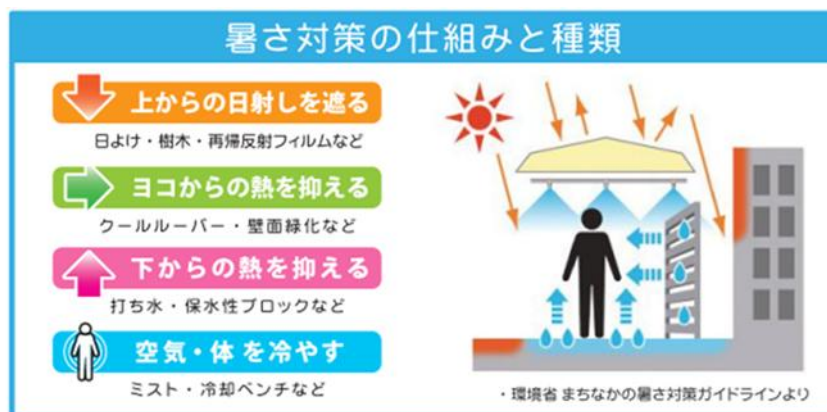 暑さ対策の仕組みと種類
上からの日射しを遮る
日よけ・樹木・再帰反射フィルムなど
ヨコからの熱を抑える
クールルーバー・壁面緑化など
下からの熱を抑える
打ち水・保水性ブロックなど
空気・体を冷やす
ミスト・冷却ベンチなど
・環境省 まちなかの暑さ対策ガイドラインより